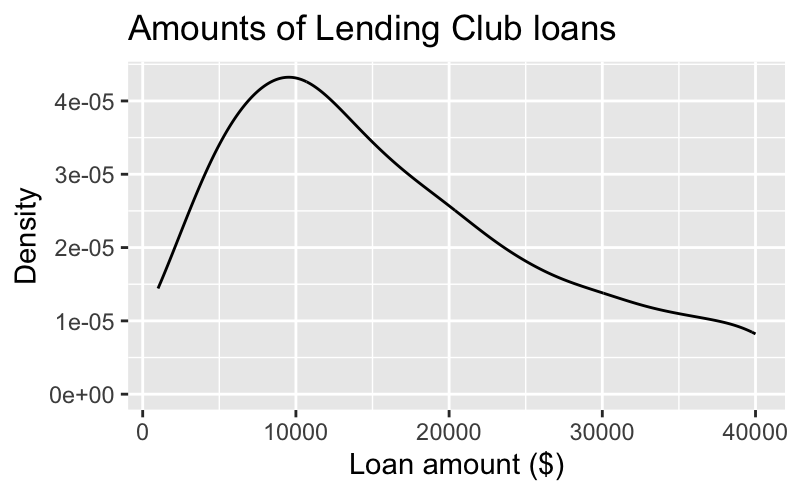 Amounts of Lending Club loans
Density
4e-05
3e-05
2e-05
1e-05
0e+00
0 10000 20000 30000 40000
Loan amount ($)